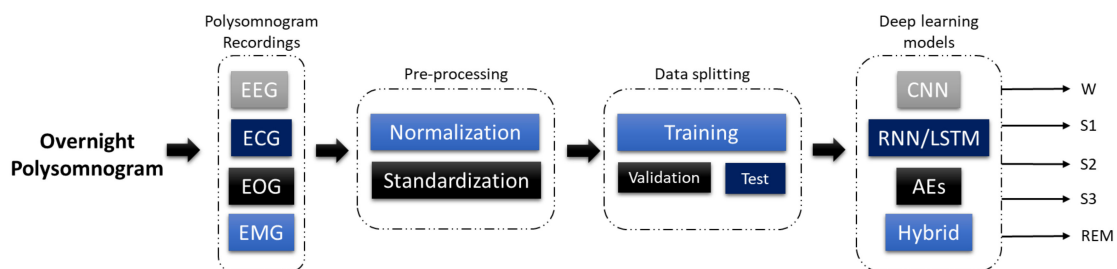 Polysomnogram
Recordings
EEG
ECG
EOG
EMG
Overnight
Polysomnogram
Pre-processing
Normalization
Standardization
Data splitting
Training
Validation
Test
Deep learning
models
CNN
RNN/LSTM
AEs
Hybrid
W
S1
S2
S3
REM